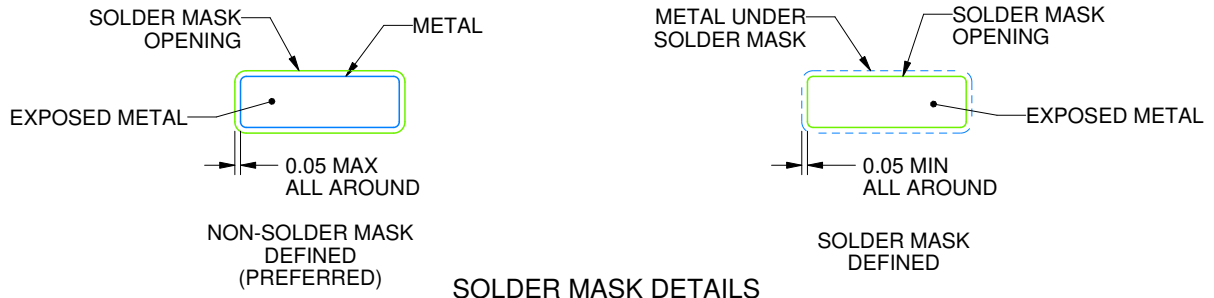 SOLDER MASK
OPENING
METAL
EXPOSED METAL
0.05 MAX
ALL AROUND
NON-SOLDER MASK
DEFINED
(PREFERRED)
METAL UNDER
SOLDER MASK
SOLDER MASK
OPENING
EXPOSED METAL
0.05 MIN
ALL AROUND
SOLDER MASK
DEFINED
SOLDER MASK DETAILS